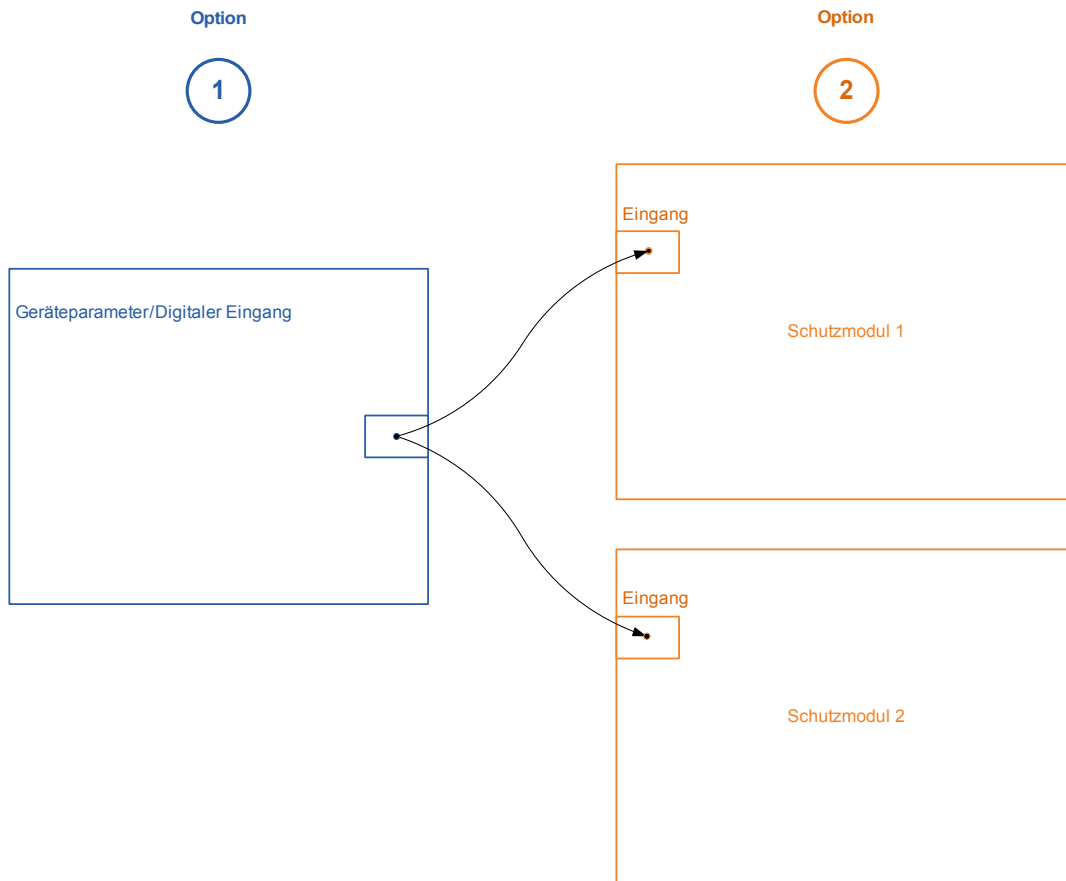 Option
1
Option
2
Geräteparameter/Digitaler Eingang
Eingang
Schutzmodul 1
Eingang
Schutzmodul 2